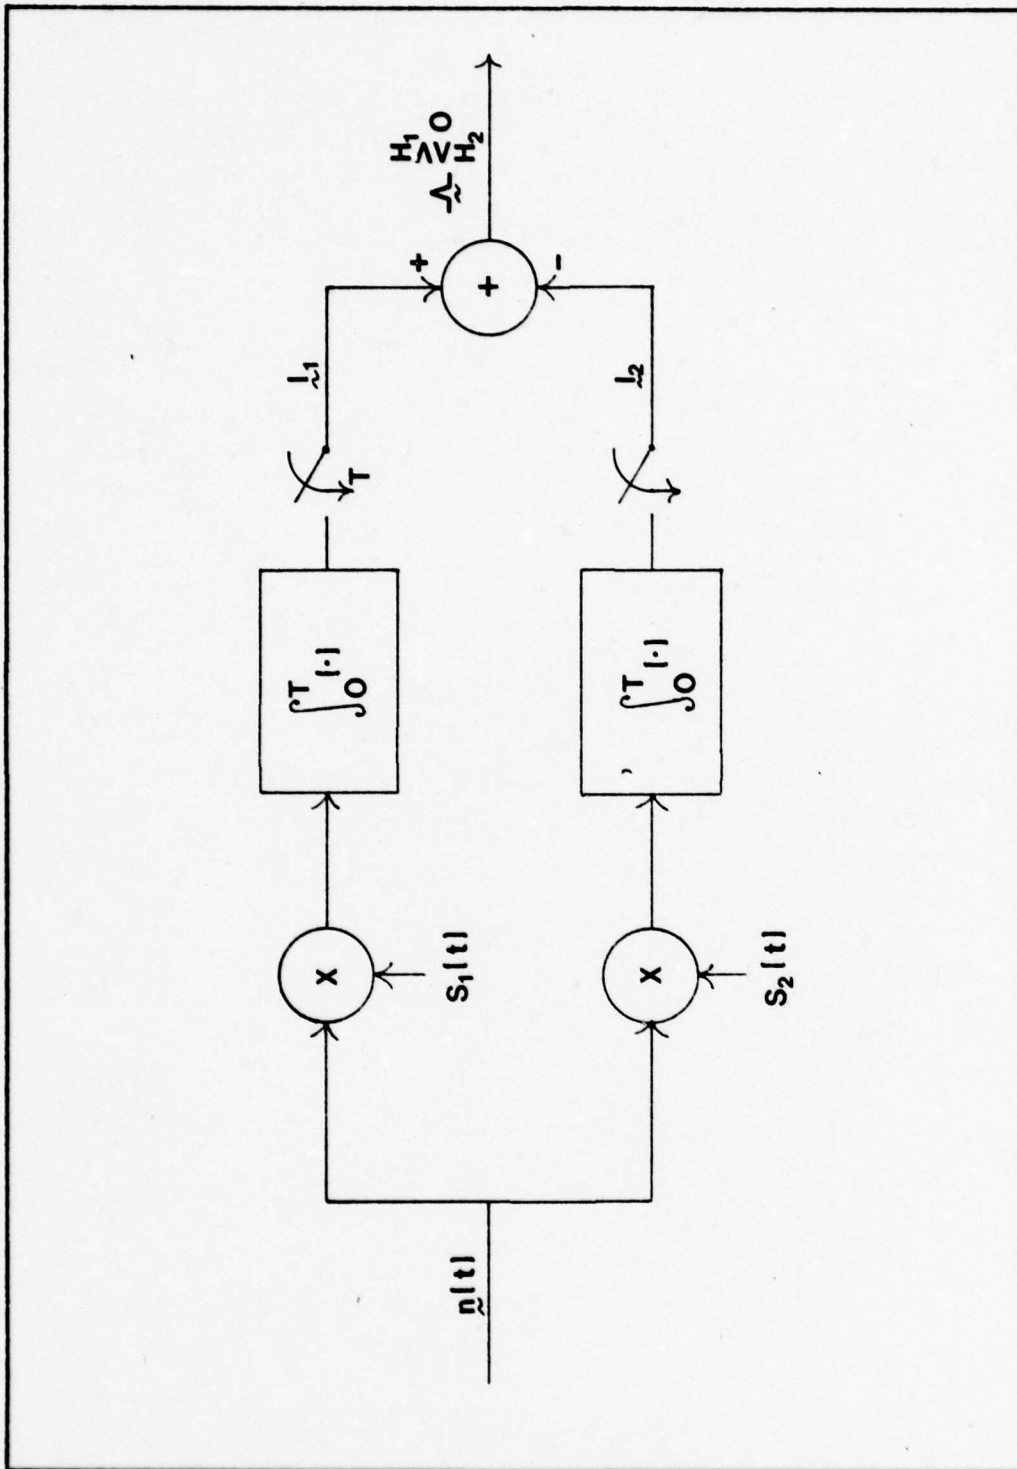 n(t)
X
S₁(t)
∫₀ᵀ(·)
T
l₁
+
X
S₂(t)
∫₀ᵀ(·)
l₂
-
+
Λ ≷ 0
H₁
H₂